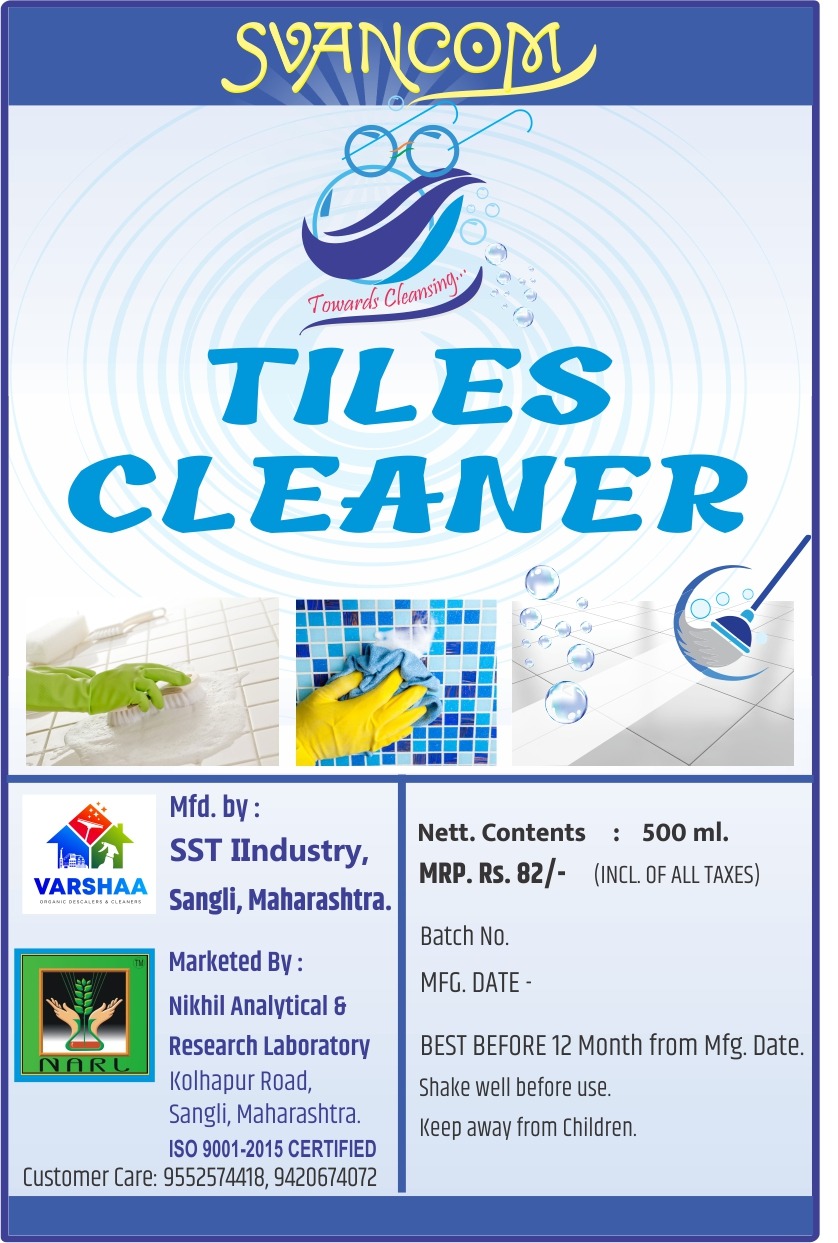 SVANCOM
Towards Cleansing...
TILES
CLEANER
Mfd. by :
SST IIndustry,
Sangli, Maharashtra.
VARSHAA
ORGANIC DESCALERS & CLEANERS
Marketed By :
Nikhil Analytical &
Research Laboratory
Kolhapur Road,
Sangli, Maharashtra.
ISO 9001-2015 CERTIFIED
TM
NARL
Customer Care: 9552574418, 9420674072
Nett. Contents : 500 ml.
MRP. Rs. 82/- (INCL. OF ALL TAXES)
Batch No.
MFG. DATE -
BEST BEFORE 12 Month from Mfg. Date.
Shake well before use.
Keep away from Children.